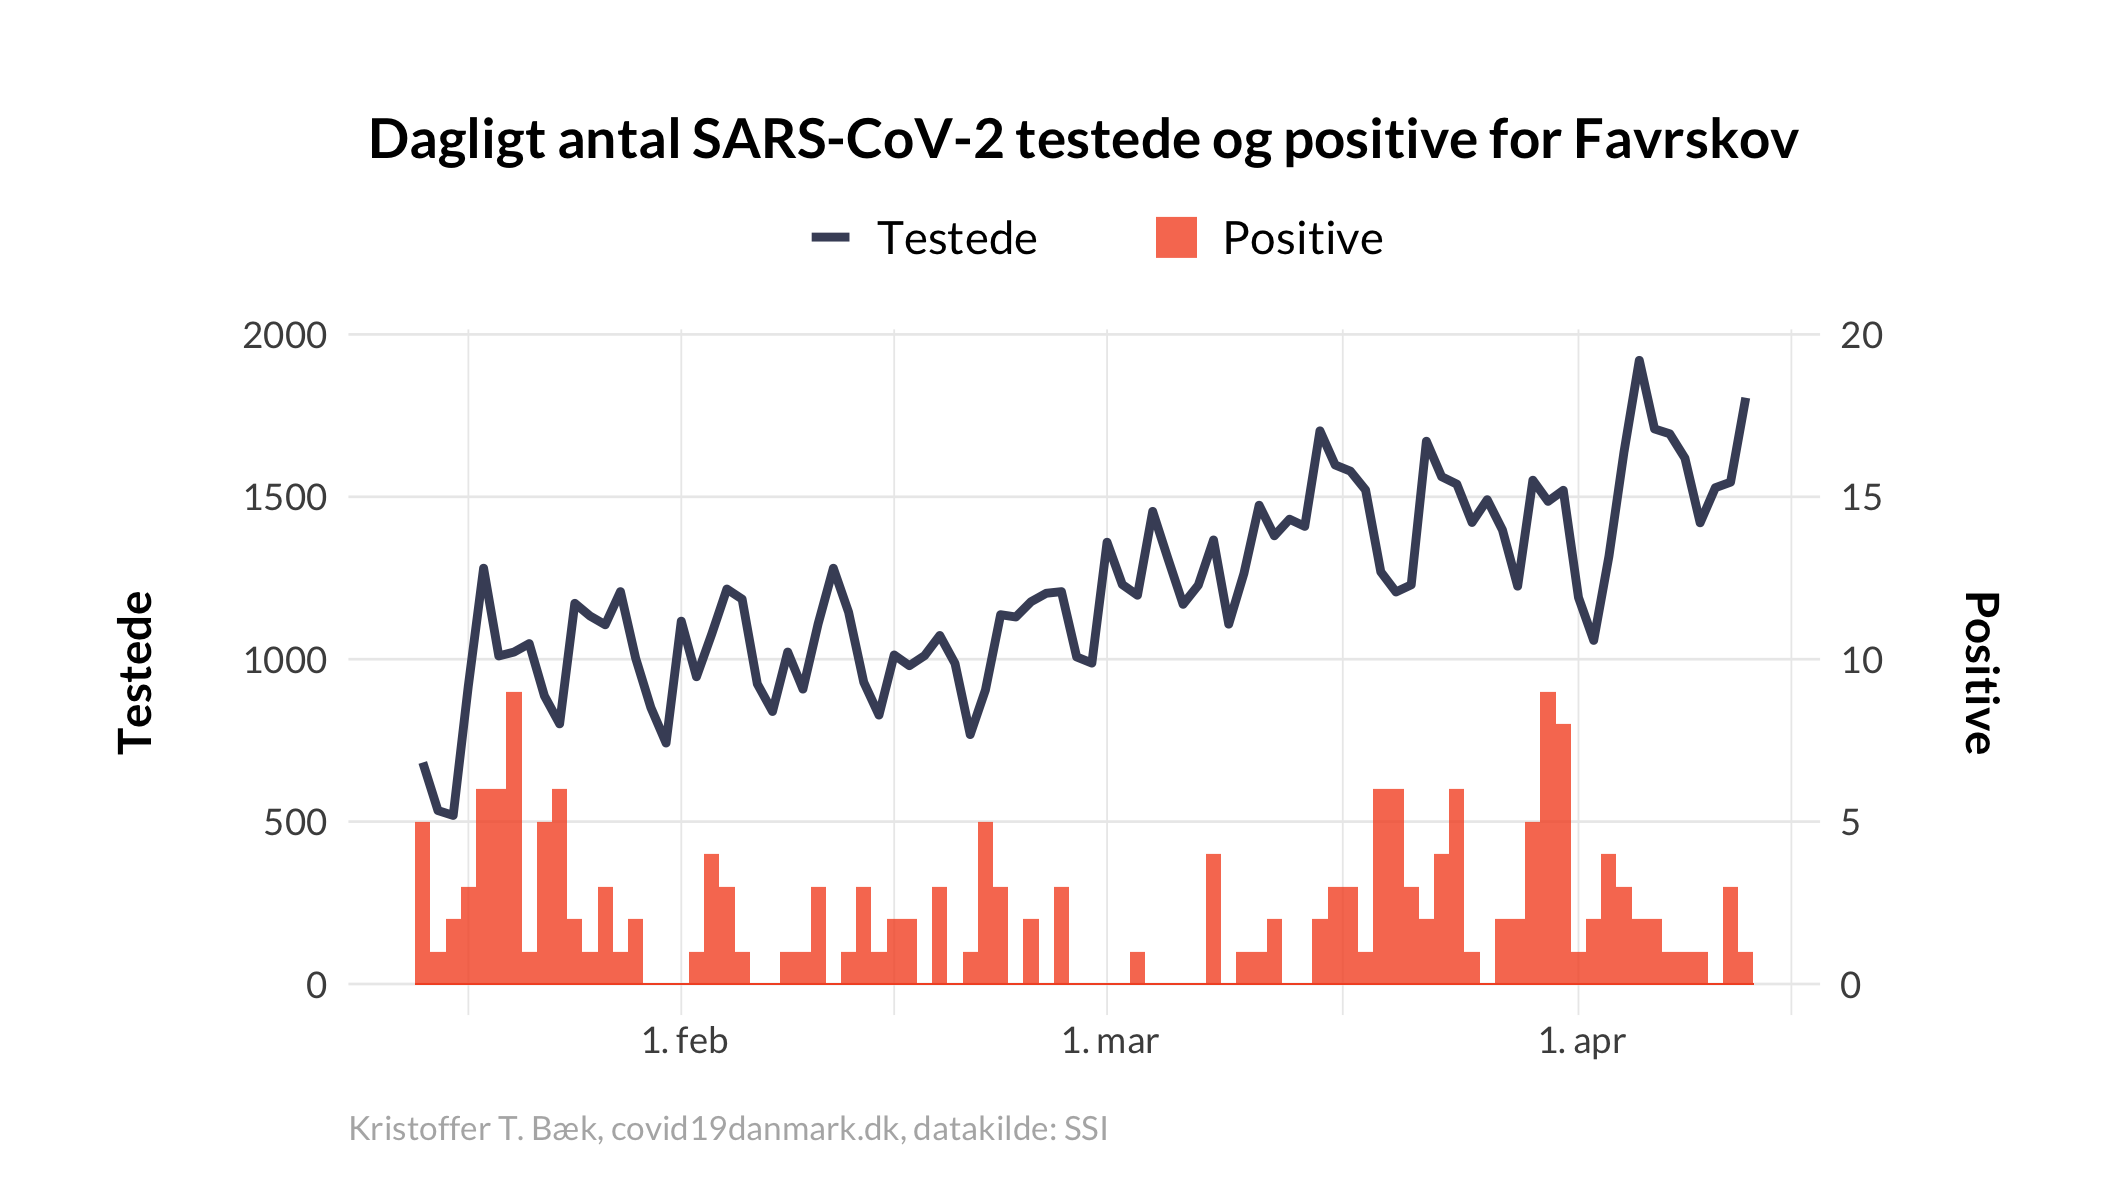 Dagligt antal SARS-CoV-2 testede og positive for Favrskov
Testede
Positive
2000
1500
1000
500
0
20
15
10
5
0
Testede
Positive
1. feb
1. mar
1. apr
Kristoffer T. Bæk, covid19danmark.dk, datakilde: SSI